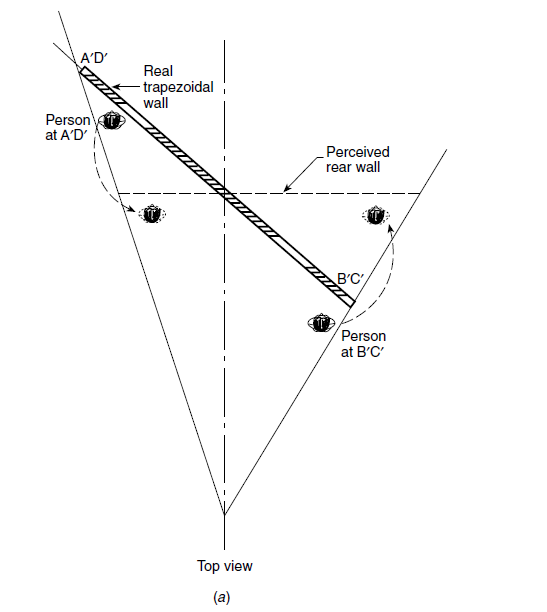 A′D′
Real
trapezoidal
wall
Person
at A′D′
Perceived
rear wall
B′C′
Person
at B′C′
Top view
(a)